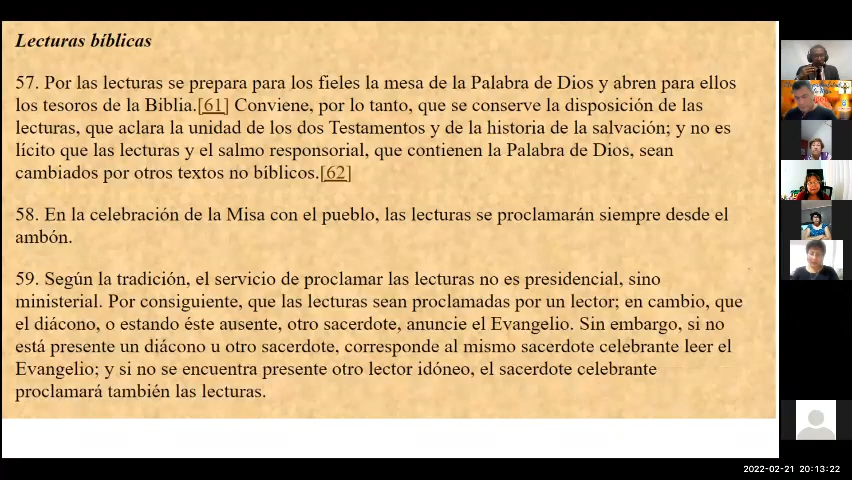 Lecturas bíblicas
57. Por las lecturas se prepara para los fieles la mesa de la Palabra de Dios y abren para ellos
los tesoros de la Biblia.[61] Conviene, por lo tanto, que se conserve la disposición de las
lecturas, que aclara la unidad de los dos Testamentos y de la historia de la salvación; y no es
lícito que las lecturas y el salmo responsorial, que contienen la Palabra de Dios, sean
cambiados por otros textos no bíblicos.[62]
58. En la celebración de la Misa con el pueblo, las lecturas se proclamarán siempre desde el
ambón.
59. Según la tradición, el servicio de proclamar las lecturas no es presidencial, sino
ministerial. Por consiguiente, que las lecturas sean proclamadas por un lector; en cambio, que
el diácono, o estando éste ausente, otro sacerdote, anuncie el Evangelio. Sin embargo, si no
está presente un diácono u otro sacerdote, corresponde al mismo sacerdote celebrante leer el
Evangelio; y si no se encuentra presente otro lector idóneo, el sacerdote celebrante
proclamará también las lecturas.
2022-02-21 20:13:22